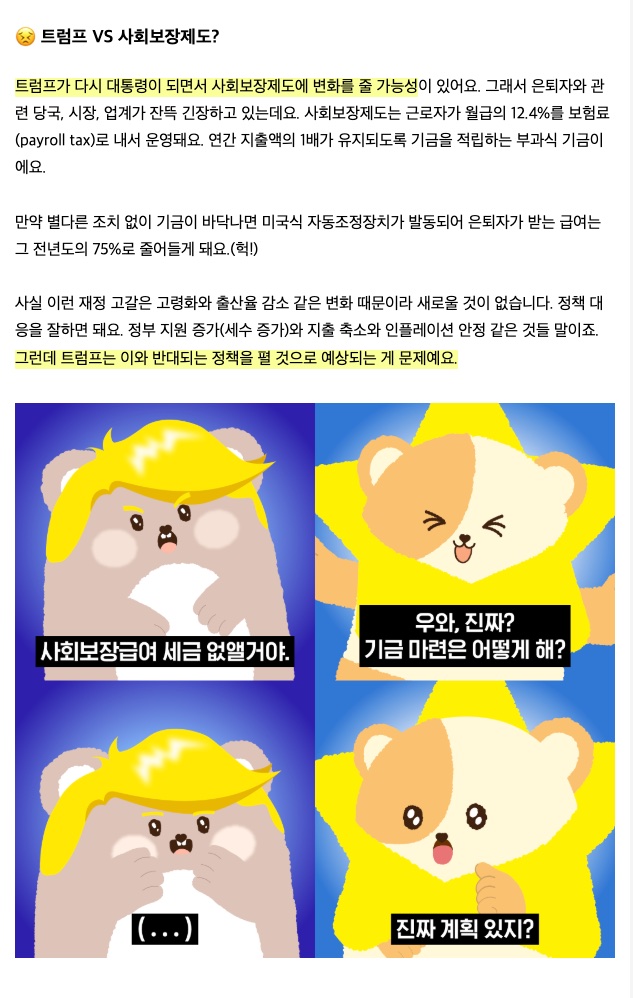 😣 트럼프 VS 사회보장제도?
트럼프가 다시 대통령이 되면서 사회보장제도에 변화를 줄 가능성이 있어요. 그래서 은퇴자와 관
련 당국, 시장, 업계가 잔뜩 긴장하고 있는데요. 사회보장제도는 근로자가 월급의 12.4%를 보험료
(payroll tax)로 내서 운영돼요. 연간 지출액의 1배가 유지되도록 기금을 적립하는 부과식 기금이
에요.
만약 별다른 조치 없이 기금이 바닥나면 미국식 자동조정장치가 발동되어 은퇴자가 받는 급여는
그 전년도의 75%로 줄어들게 돼요.(헉!)
사실 이런 재정 고갈은 고령화와 출산율 감소 같은 변화 때문이라 새로울 것이 없습니다. 정책 대
응을 잘하면 돼요. 정부 지원 증가(세수 증가)와 지출 축소와 인플레이션 안정 같은 것들 말이죠.
그런데 트럼프는 이와 반대되는 정책을 펼 것으로 예상되는 게 문제예요.
사회보장급여 세금 없앨거야.
우와, 진짜?
기금 마련은 어떻게 해?
(...)
진짜 계획 있지?